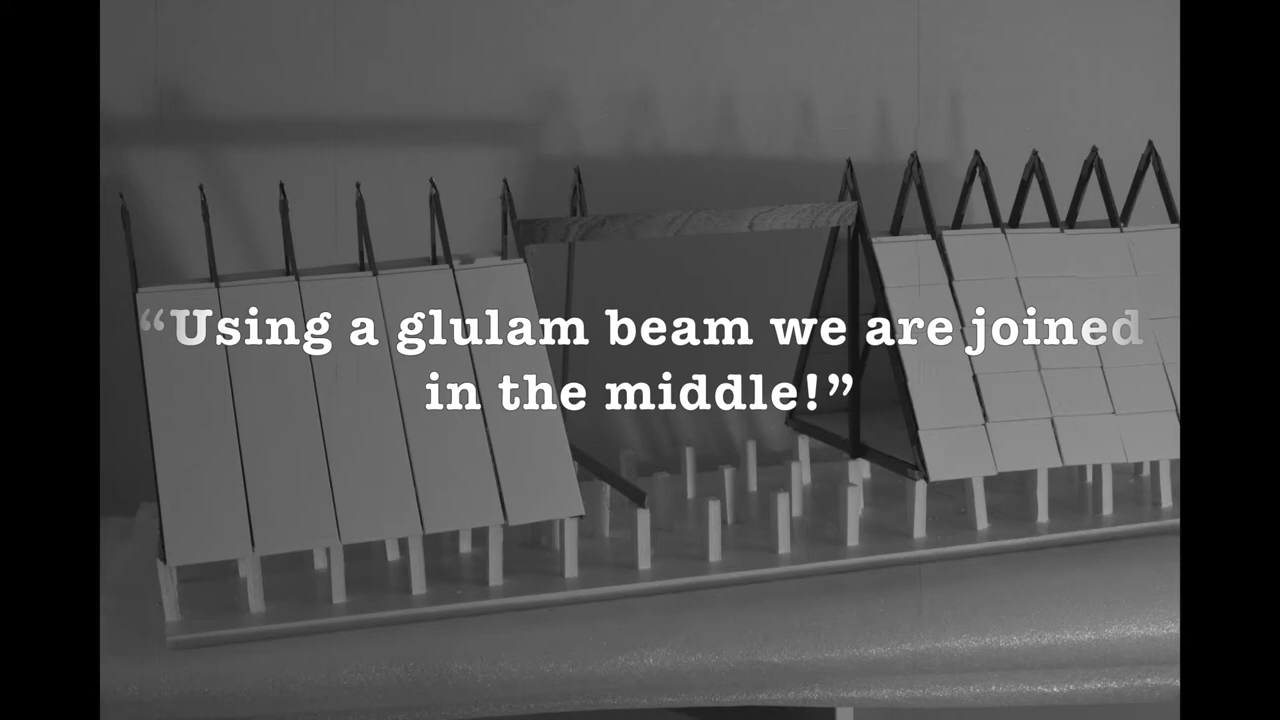 “Using a glulam beam we are joined
in the middle!”